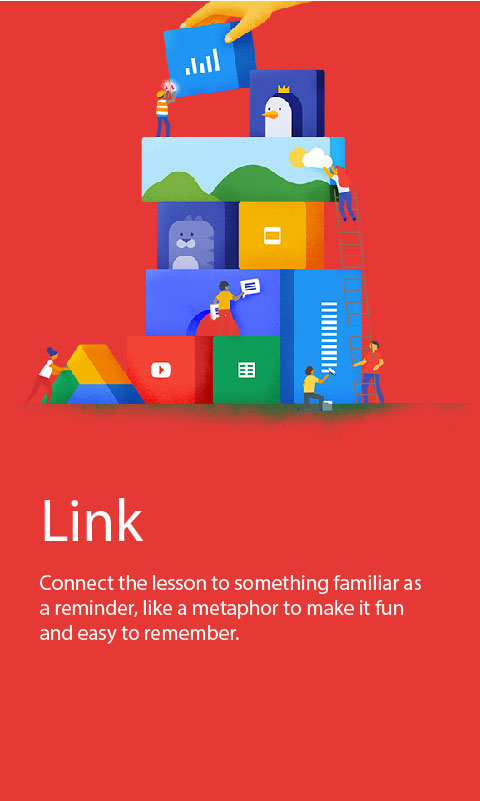 Link
Connect the lesson to something familiar as
a reminder, like a metaphor to make it fun
and easy to remember.